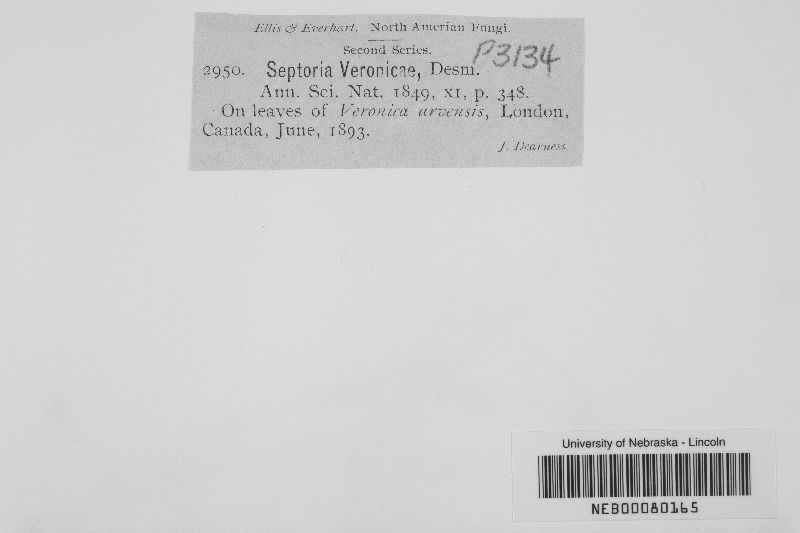 Ellis & Everhart. North Amerian Fungi.
Second Series.
P3134
2950. Septoria Veronicae, Desm.
Ann. Sci. Nat. 1849, XI, p. 348.
On leaves of Veronica arvensis, London,
Canada, June, 1893.
J. Dearness.
University of Nebraska - Lincoln
NEB00080165